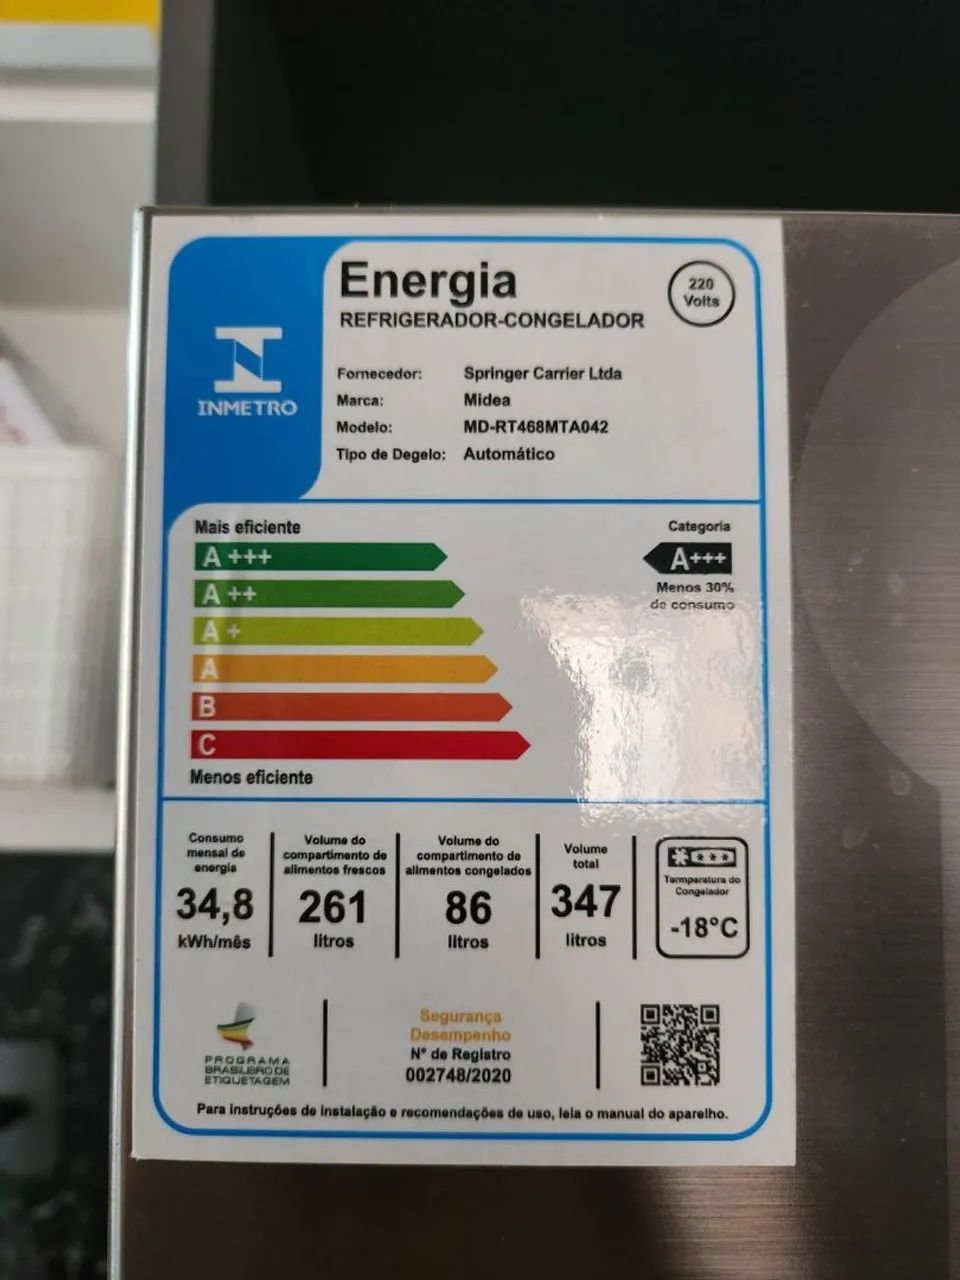 Energia
220
Volts
REFRIGERADOR-CONGELADOR
INMETRO
Fornecedor: Springer Carrier Ltda
Marca: Midea
Modelo: MD-RT468MTA042
Tipo de Degelo: Automático
Mais eficiente
A+++
A++
A+
A
B
C
Menos eficiente
Categoria
A+++
Menos 30%
de consumo
Consumo
mensal de
energia
34,8
kWh/mês
Volume do
compartimento de
alimentos frescos
261
litros
Volume do
compartimento de
alimentos congelados
86
litros
Volume
total
347
litros
Termperatura do
Congelador
-18°C
PROGRAMA
BRASILEIRO DE
ETIQUETAGEM
Segurança
Desempenho
N° de Registro
002748/2020
Para instruções de instalação e recomendações de uso, leia o manual do aparelho.